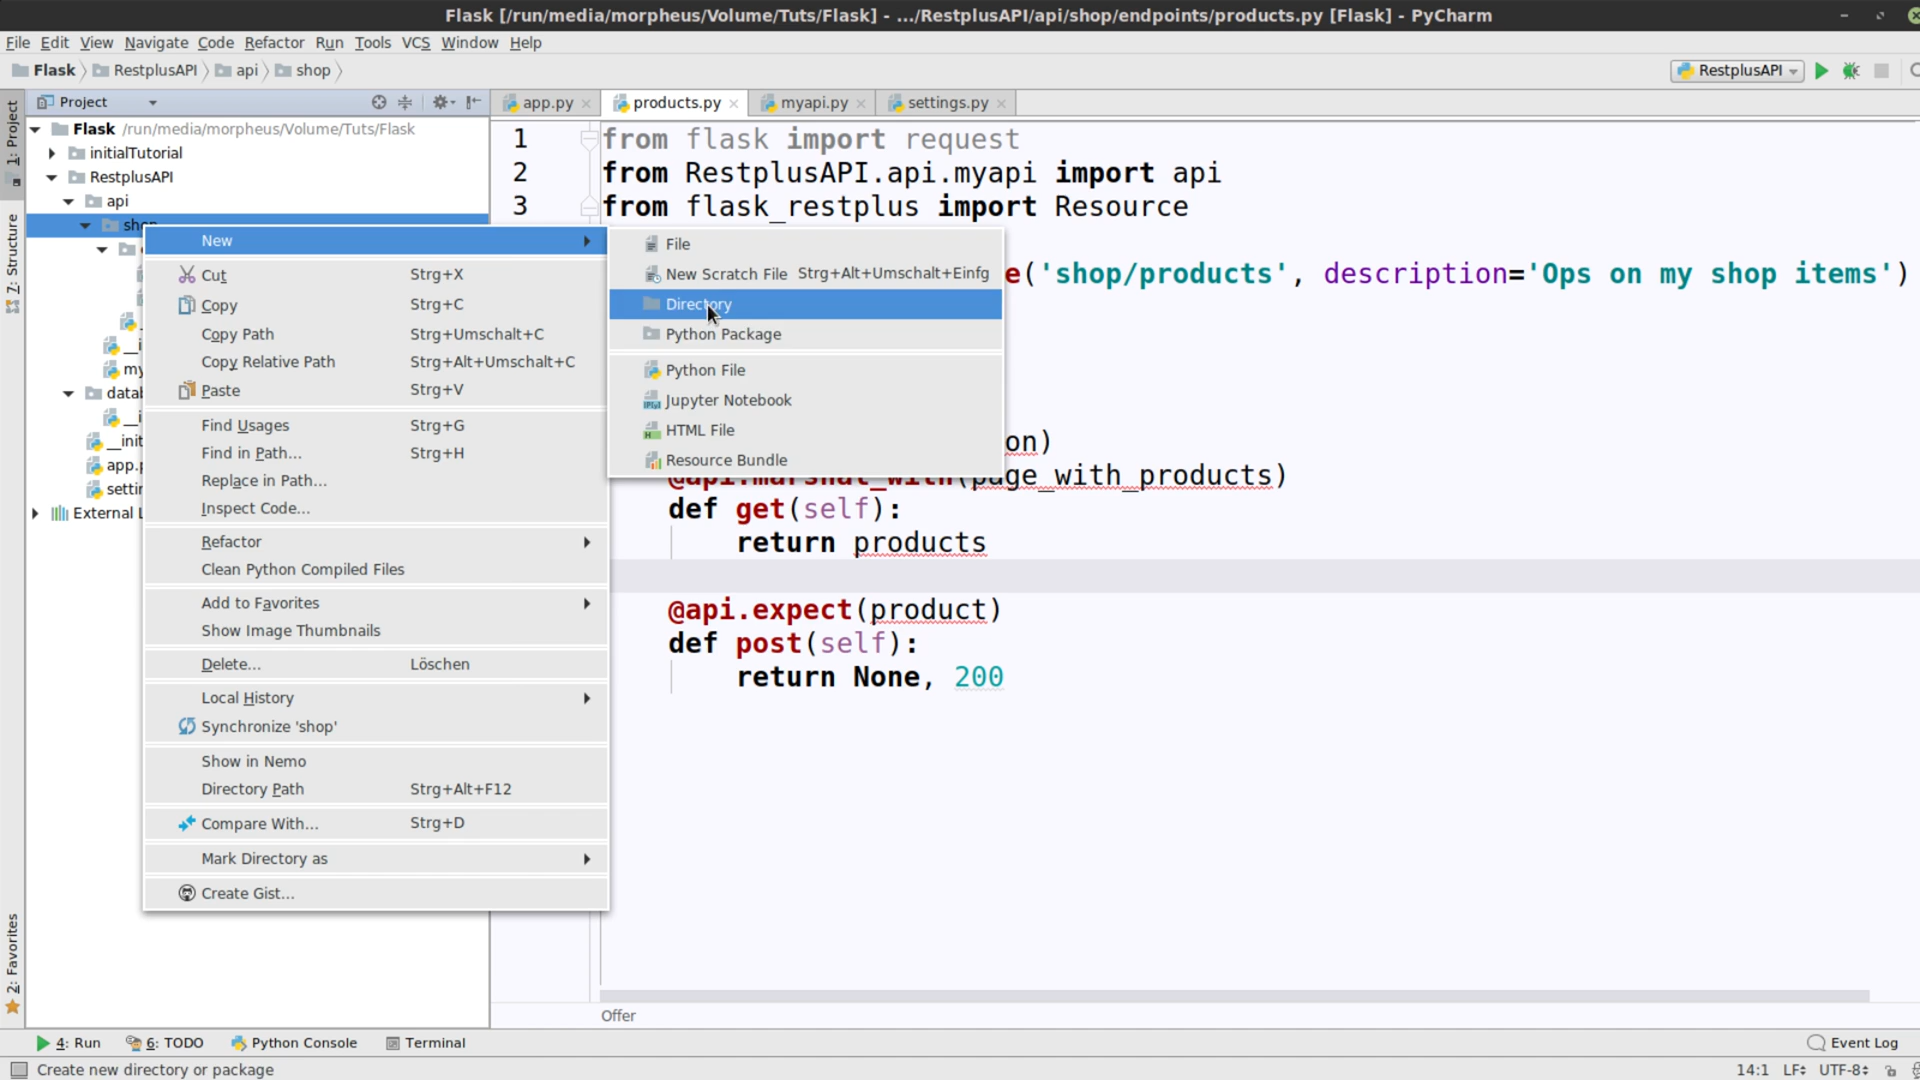 Flask [/run/media/morpheus/Volume/Tuts/Flask] - .../RestplusAPI/api/shop/endpoints/products.py [Flask] - PyCharm
File Edit View Navigate Code Refactor Run Tools VCS Window Help
Flask RestplusAPI api shop
RestplusAPI
1: Project
7: Structure
2: Favorites
Project
Flask /run/media/morpheus/Volume/Tuts/Flask
initialTutorial
RestplusAPI
api
External
app.py products.py myapi.py settings.py
1 from flask import request
2 from RestplusAPI.api.myapi import api
3 from flask_restplus import Resource
e('shop/products', description='Ops on my shop items')
on)
(page_with_products)
def get(self):
return products
@api.expect(product)
def post(self):
return None, 200
Offer
New
Cut Strg+X
Copy Strg+C
Copy Path Strg+Umschalt+C
Copy Relative Path Strg+Alt+Umschalt+C
Paste Strg+V
Find Usages Strg+G
Find in Path... Strg+H
Replace in Path...
Inspect Code...
Refactor
Clean Python Compiled Files
Add to Favorites
Show Image Thumbnails
Delete... Löschen
Local History
Synchronize 'shop'
Show in Nemo
Directory Path Strg+Alt+F12
Compare With... Strg+D
Mark Directory as
Create Gist...
File
New Scratch File Strg+Alt+Umschalt+Einfg
Directory
Python Package
Python File
Jupyter Notebook
HTML File
Resource Bundle
4: Run 6: TODO Python Console Terminal Event Log
Create new directory or package 14:1 LF UTF-8